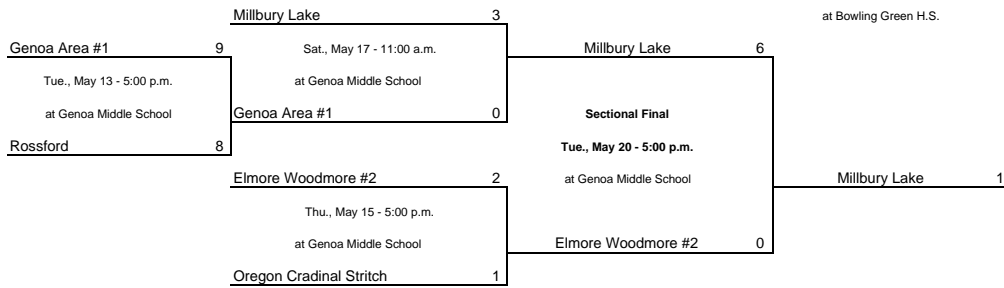 Millbury Lake 3
at Bowling Green H.S.
Genoa Area #1 9
Sat., May 17 - 11:00 a.m.
Millbury Lake 6
Tue., May 13 - 5:00 p.m.
at Genoa Middle School
at Genoa Middle School
Genoa Area #1 0
Sectional Final
Rossford 8
Tue., May 20 - 5:00 p.m.
Elmore Woodmore #2 2
at Genoa Middle School
Millbury Lake 1
Thu., May 15 - 5:00 p.m.
at Genoa Middle School
Elmore Woodmore #2 0
Oregon Cradinal Stritch 1